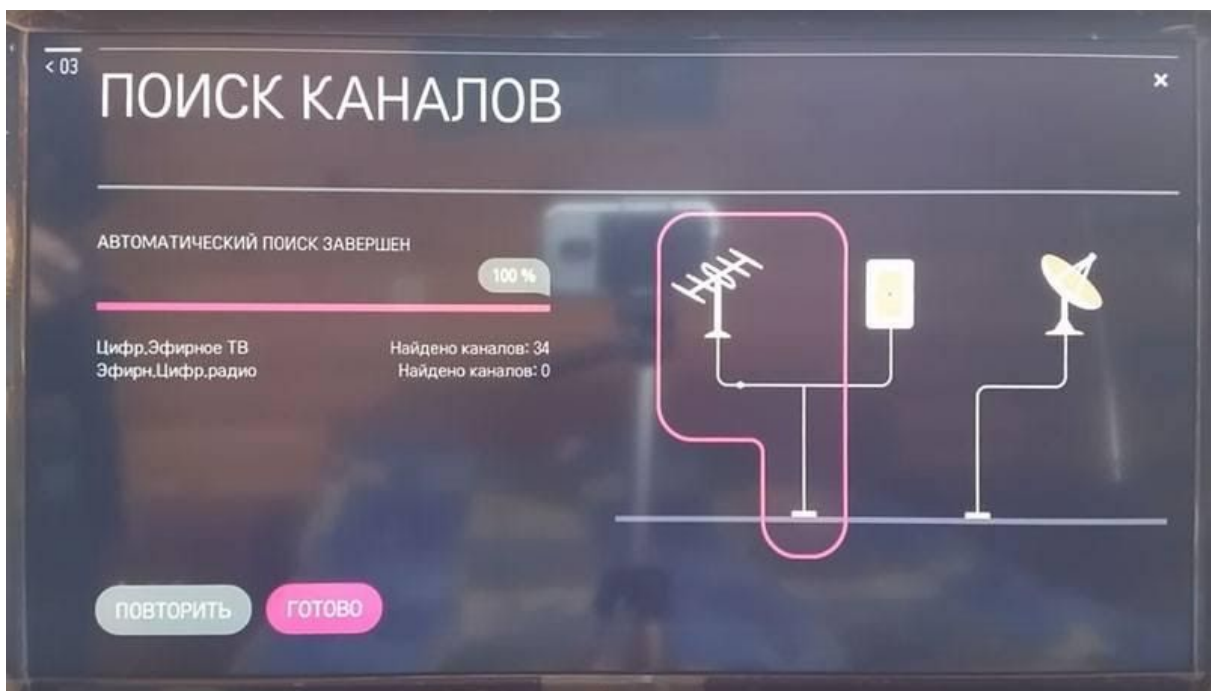 < 03
ПОИСК КАНАЛОВ
×
АВТОМАТИЧЕСКИЙ ПОИСК ЗАВЕРШЕН
100 %
Цифр.Эфирное ТВ Найдено каналов: 34
Эфирн.Цифр.радио Найдено каналов: 0
ПОВТОРИТЬ ГОТОВО